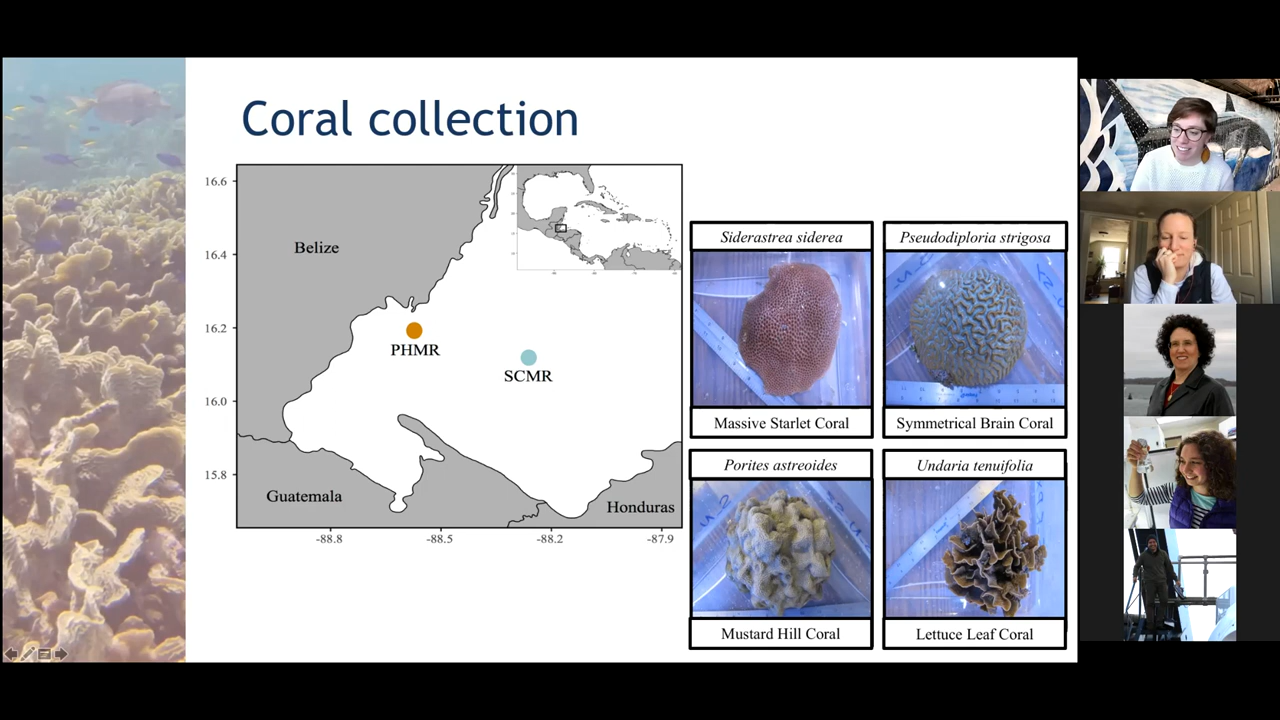 Coral collection
16.6
16.4
16.2
16.0
15.8
-88.8
-88.5
-88.2
-87.9
Belize
PHMR
SCMR
Guatemala
Honduras
Siderastrea siderea
Massive Starlet Coral
Pseudodiploria strigosa
Symmetrical Brain Coral
Porites astreoides
Mustard Hill Coral
Undaria tenuifolia
Lettuce Leaf Coral